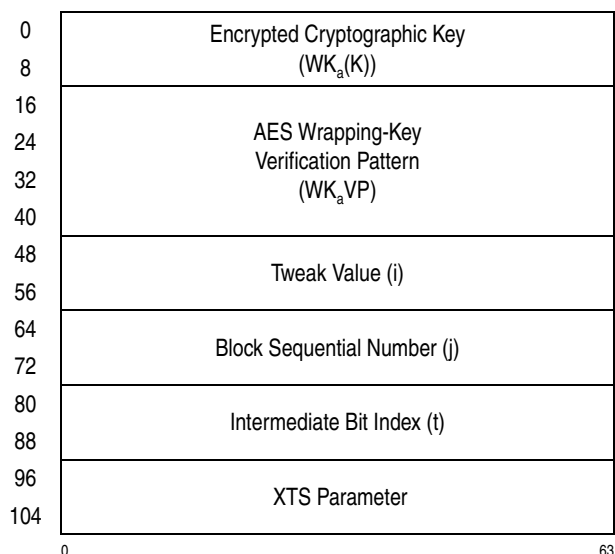 0
Encrypted Cryptographic Key
8
(WKₐ(K))
16
24
AES Wrapping-Key
Verification Pattern
32
(WKₐVP)
40
48
Tweak Value (i)
56
64
Block Sequential Number (j)
72
80
Intermediate Bit Index (t)
88
96
XTS Parameter
104
0 63